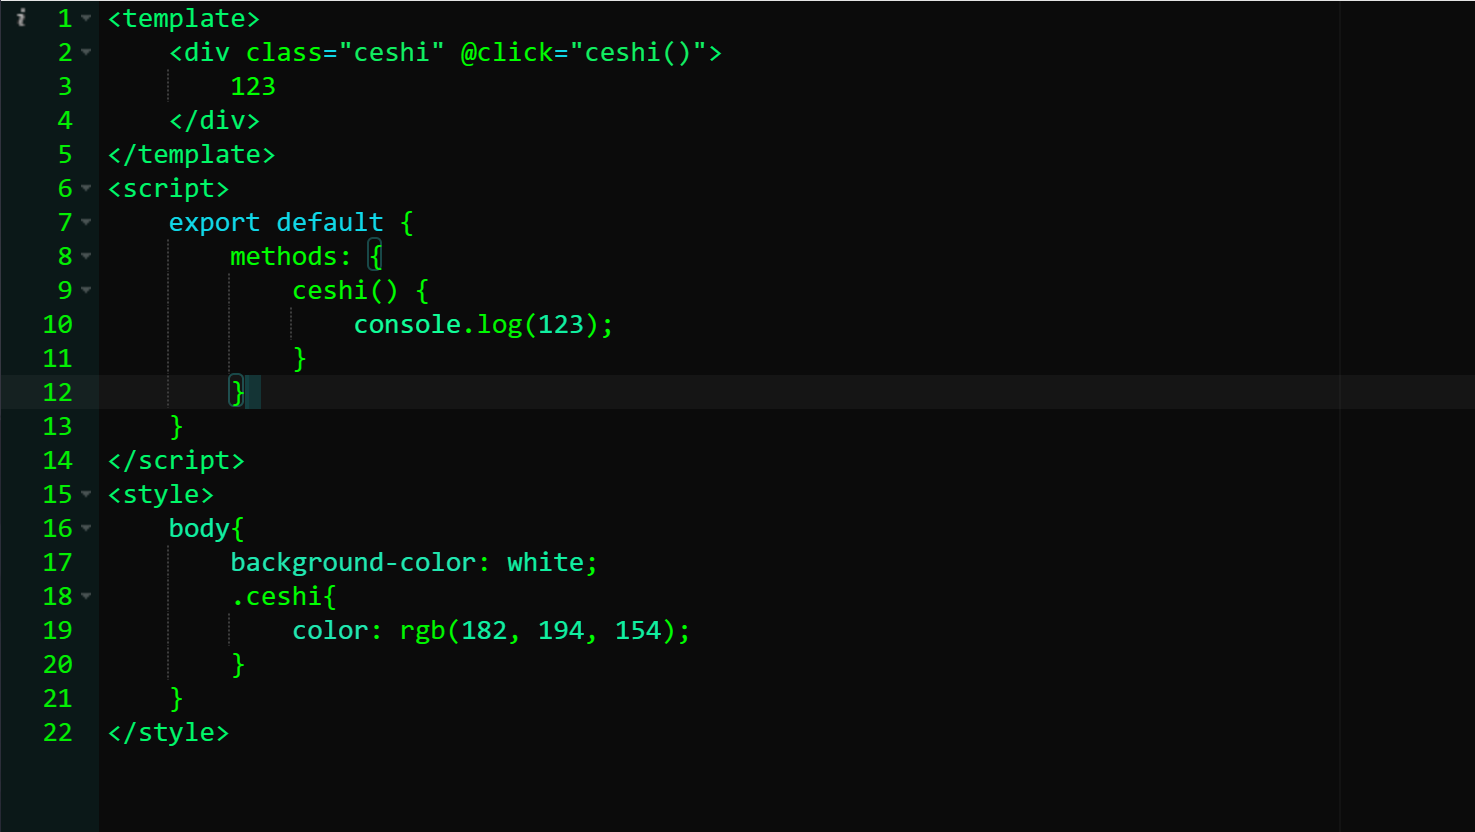 i 1 <template>
2 <div class="ceshi" @click="ceshi()">
3 123
4 </div>
5 </template>
6 <script>
7 export default {
8 methods: {
9 ceshi() {
10 console.log(123);
11 }
12 }
13 }
14 </script>
15 <style>
16 body{
17 background-color: white;
18 .ceshi{
19 color: rgb(182, 194, 154);
20 }
21 }
22 </style>